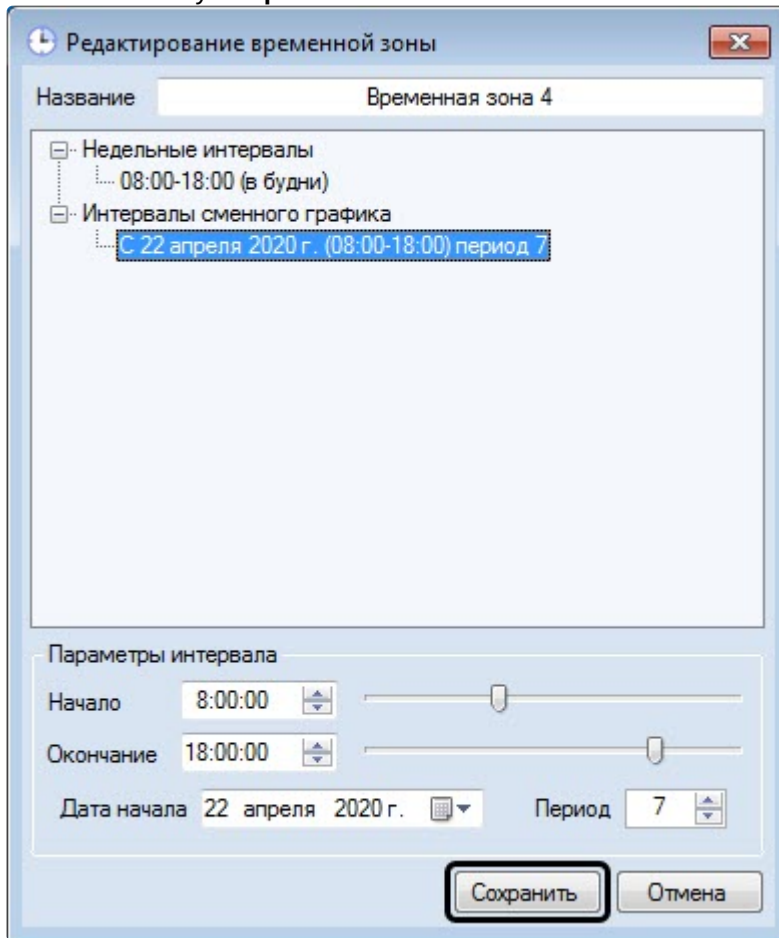 Редактирование временной зоны
Название Временная зона 4
Недельные интервалы
08:00-18:00 (в будни)
Интервалы сменного графика
С 22 апреля 2020 г. (08:00-18:00) период 7
Параметры интервала
Начало 8:00:00
Окончание 18:00:00
Дата начала 22 апреля 2020 г. Период 7
Сохранить Отмена